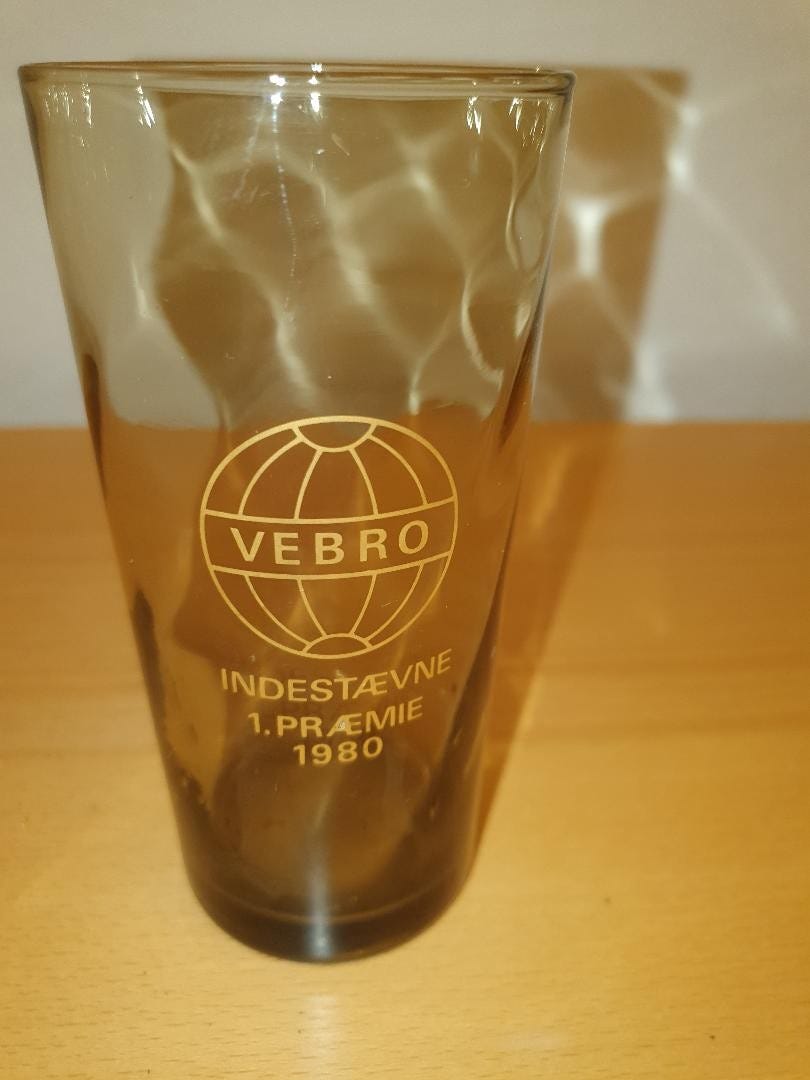 VEBRO
INDESTÆVNE
1. PRÆMIE
1980